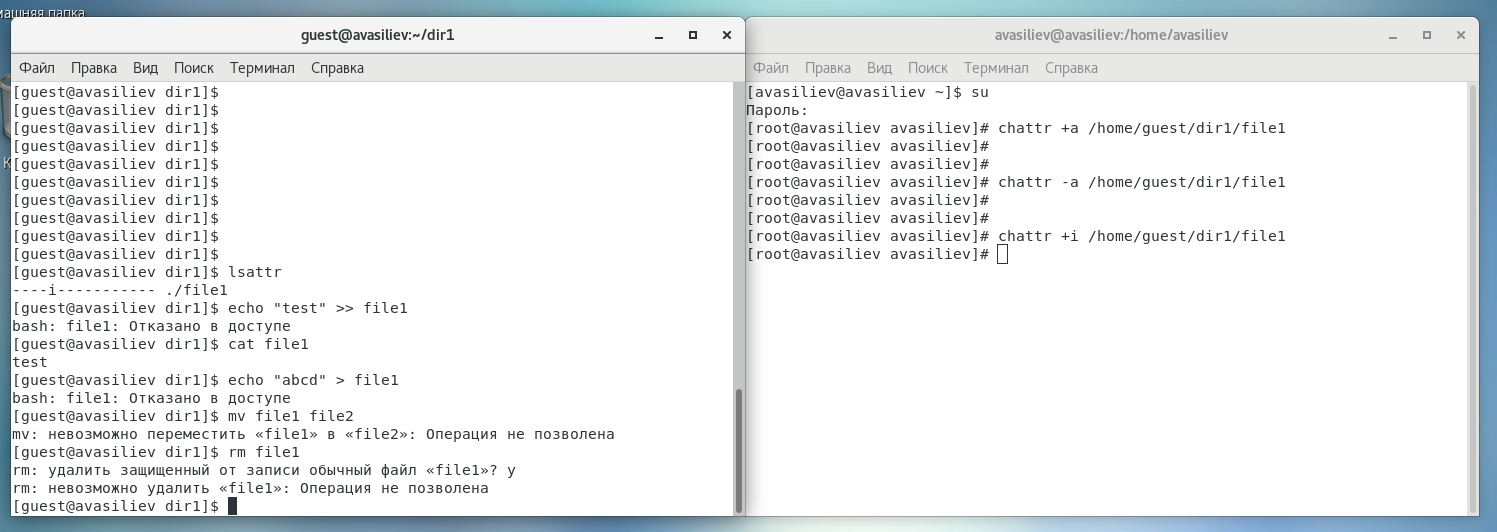 машняя папка
guest@avasiliev:~/dir1
Файл Правка Вид Поиск Терминал Справка
[guest@avasiliev dir1]$
[guest@avasiliev dir1]$
[guest@avasiliev dir1]$
[guest@avasiliev dir1]$
[guest@avasiliev dir1]$
[guest@avasiliev dir1]$
[guest@avasiliev dir1]$
[guest@avasiliev dir1]$
[guest@avasiliev dir1]$
[guest@avasiliev dir1]$
[guest@avasiliev dir1]$ lsattr
----i----------- ./file1
[guest@avasiliev dir1]$ echo "test" >> file1
bash: file1: Отказано в доступе
[guest@avasiliev dir1]$ cat file1
test
[guest@avasiliev dir1]$ echo "abcd" > file1
bash: file1: Отказано в доступе
[guest@avasiliev dir1]$ mv file1 file2
mv: невозможно переместить «file1» в «file2»: Операция не позволена
[guest@avasiliev dir1]$ rm file1
rm: удалить защищенный от записи обычный файл «file1»? y
rm: невозможно удалить «file1»: Операция не позволена
[guest@avasiliev dir1]$
avasiliev@avasiliev:/home/avasiliev
Файл Правка Вид Поиск Терминал Справка
[avasiliev@avasiliev ~]$ su
Пароль:
[root@avasiliev avasiliev]# chattr +a /home/guest/dir1/file1
[root@avasiliev avasiliev]#
[root@avasiliev avasiliev]#
[root@avasiliev avasiliev]# chattr -a /home/guest/dir1/file1
[root@avasiliev avasiliev]#
[root@avasiliev avasiliev]#
[root@avasiliev avasiliev]# chattr +i /home/guest/dir1/file1
[root@avasiliev avasiliev]#